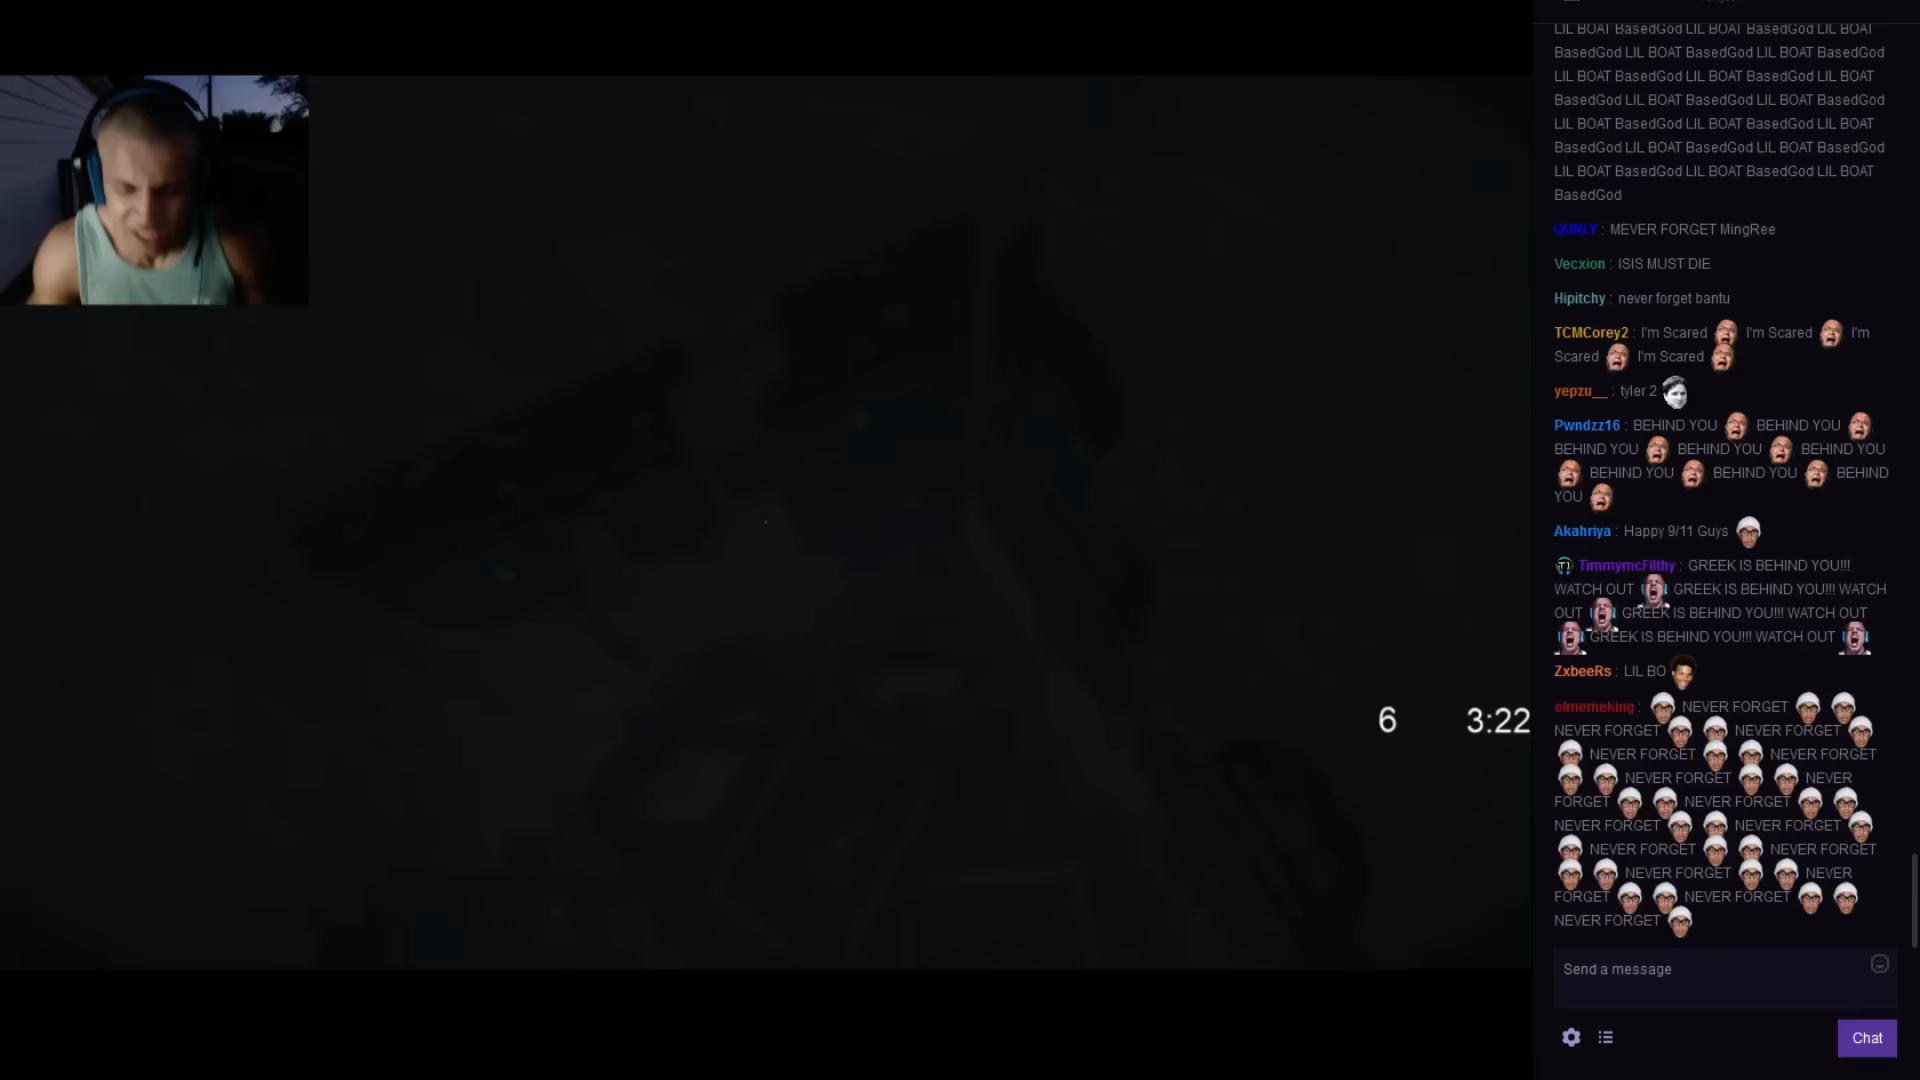 6 3:22
LIL BOAT BasedGod LIL BOAT BasedGod LIL BOAT
BasedGod LIL BOAT BasedGod LIL BOAT BasedGod
LIL BOAT BasedGod LIL BOAT BasedGod LIL BOAT
BasedGod LIL BOAT BasedGod LIL BOAT BasedGod
LIL BOAT BasedGod LIL BOAT BasedGod LIL BOAT
BasedGod LIL BOAT BasedGod LIL BOAT BasedGod
LIL BOAT BasedGod LIL BOAT BasedGod LIL BOAT
BasedGod
QURLY : MEVER FORGET MingRee
Vecxion : ISIS MUST DIE
Hipitchy : never forget bantu
TCMCorey2 : I'm Scared I'm Scared I'm
Scared I'm Scared
yepzu__ : tyler 2
Pwndzz16 : BEHIND YOU BEHIND YOU
BEHIND YOU BEHIND YOU BEHIND YOU
BEHIND YOU BEHIND YOU BEHIND
YOU
Akahriya : Happy 9/11 Guys
T1 TimmymcFilthy : GREEK IS BEHIND YOU!!!
WATCH OUT GREEK IS BEHIND YOU!!! WATCH
OUT GREEK IS BEHIND YOU!!! WATCH OUT
GREEK IS BEHIND YOU!!! WATCH OUT
ZxbeeRs : LIL BO
elmemeking : NEVER FORGET
NEVER FORGET NEVER FORGET
NEVER FORGET NEVER FORGET
NEVER FORGET NEVER
FORGET NEVER FORGET
NEVER FORGET NEVER FORGET
NEVER FORGET NEVER FORGET
NEVER FORGET NEVER
FORGET NEVER FORGET
NEVER FORGET
Send a message
Chat